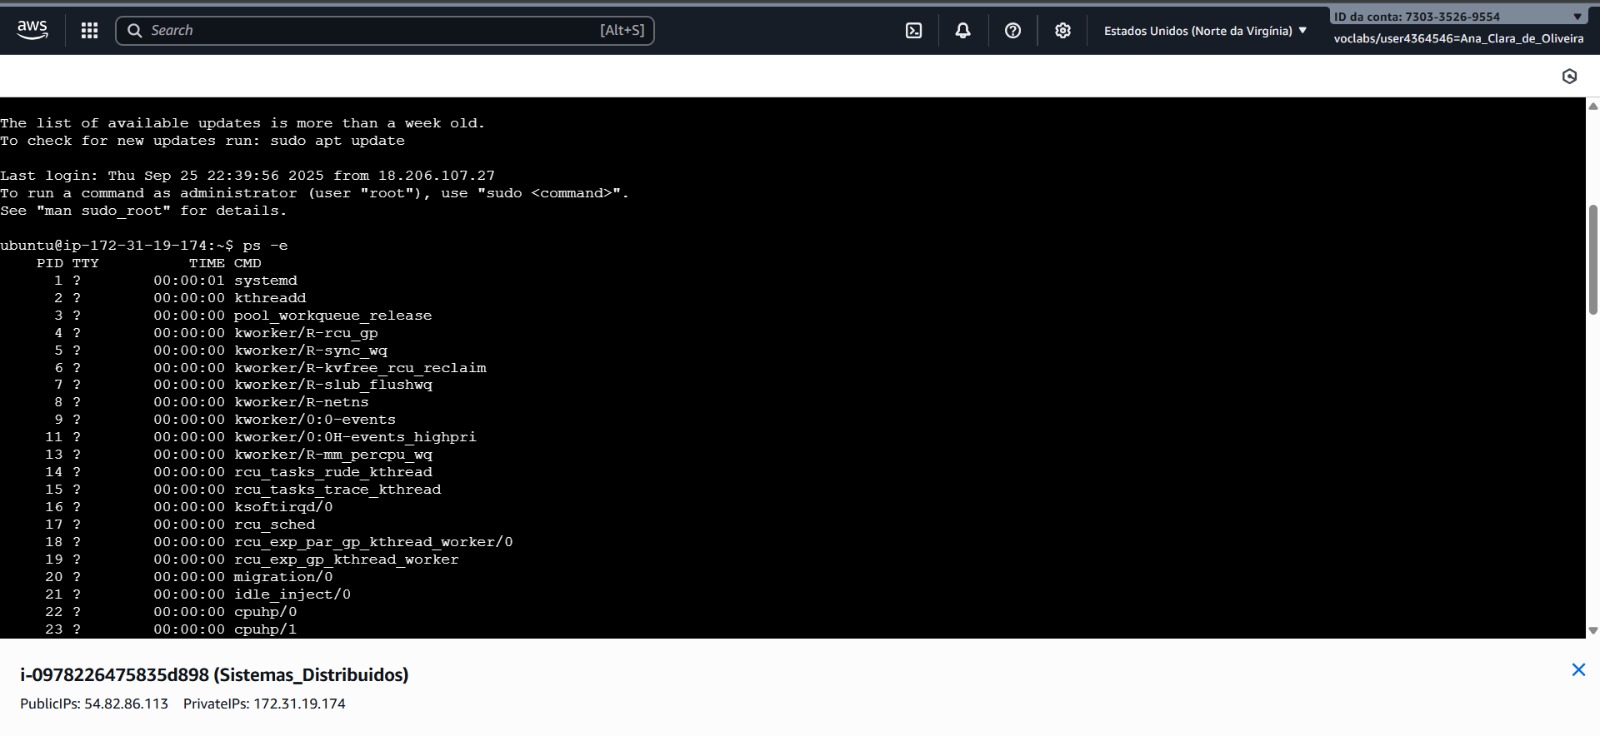 aws
Search [Alt+S]
Estados Unidos (Norte da Virgínia) ▼
ID da conta: 7303-3526-9554 ▼
voclabs/user4364546=Ana_Clara_de_Oliveira
The list of available updates is more than a week old.
To check for new updates run: sudo apt update
Last login: Thu Sep 25 22:39:56 2025 from 18.206.107.27
To run a command as administrator (user "root"), use "sudo <command>".
See "man sudo_root" for details.
ubuntu@ip-172-31-19-174:~$ ps -e
PID TTY TIME CMD
1 ? 00:00:01 systemd
2 ? 00:00:00 kthreadd
3 ? 00:00:00 pool_workqueue_release
4 ? 00:00:00 kworker/R-rcu_gp
5 ? 00:00:00 kworker/R-sync_wq
6 ? 00:00:00 kworker/R-kvfree_rcu_reclaim
7 ? 00:00:00 kworker/R-slub_flushwq
8 ? 00:00:00 kworker/R-netns
9 ? 00:00:00 kworker/0:0-events
11 ? 00:00:00 kworker/0:0H-events_highpri
13 ? 00:00:00 kworker/R-mm_percpu_wq
14 ? 00:00:00 rcu_tasks_rude_kthread
15 ? 00:00:00 rcu_tasks_trace_kthread
16 ? 00:00:00 ksoftirqd/0
17 ? 00:00:00 rcu_sched
18 ? 00:00:00 rcu_exp_par_gp_kthread_worker/0
19 ? 00:00:00 rcu_exp_gp_kthread_worker
20 ? 00:00:00 migration/0
21 ? 00:00:00 idle_inject/0
22 ? 00:00:00 cpuhp/0
23 ? 00:00:00 cpuhp/1
i-0978226475835d898 (Sistemas_Distribuidos)
PublicIPs: 54.82.86.113 PrivateIPs: 172.31.19.174